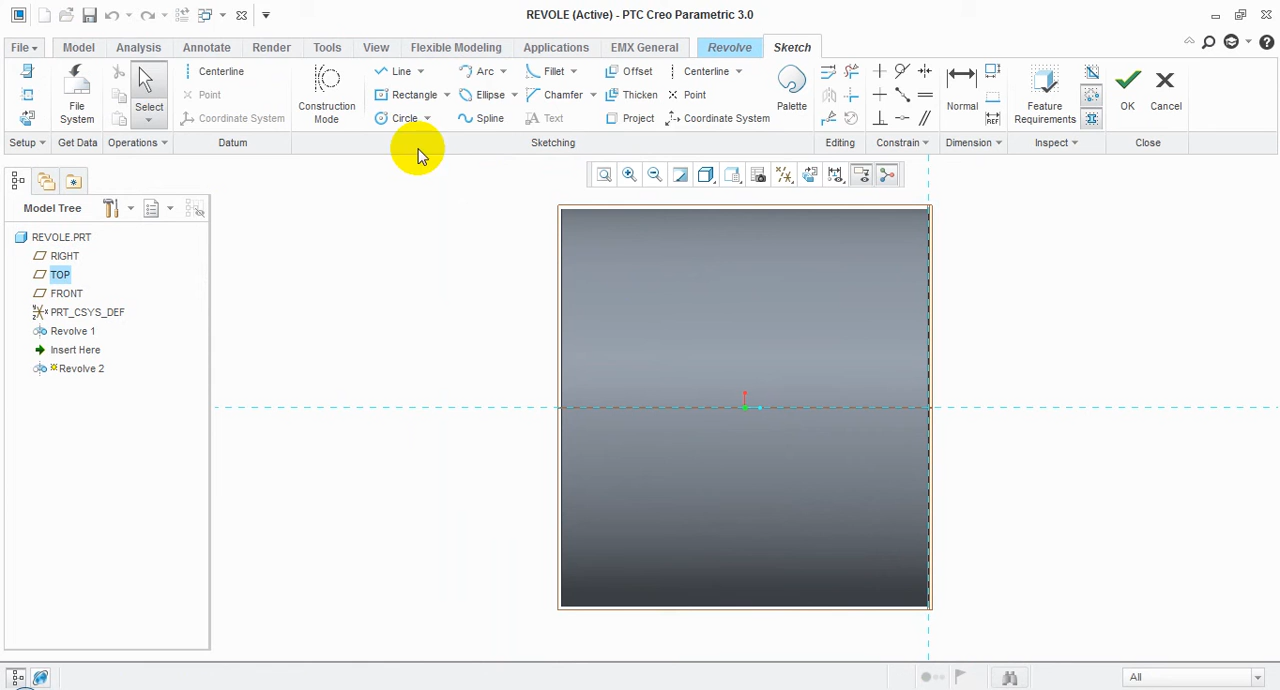 REVOLE (Active) - PTC Creo Parametric 3.0
File Model Analysis Annotate Render Tools View Flexible Modeling Applications EMX General Revolve Sketch
File System
Select
Centerline
Point
Coordinate System
Construction Mode
Line Arc Fillet Offset Centerline
Rectangle Ellipse Chamfer Thicken Point
Circle Spline Text Project Coordinate System
Palette
Normal
REF
Feature Requirements
OK
Cancel
Setup Get Data Operations Datum Sketching Editing Constrain Dimension Inspect Close
Model Tree
REVOLE.PRT
RIGHT
TOP
FRONT
PRT_CSYS_DEF
Revolve 1
Insert Here
Revolve 2
All